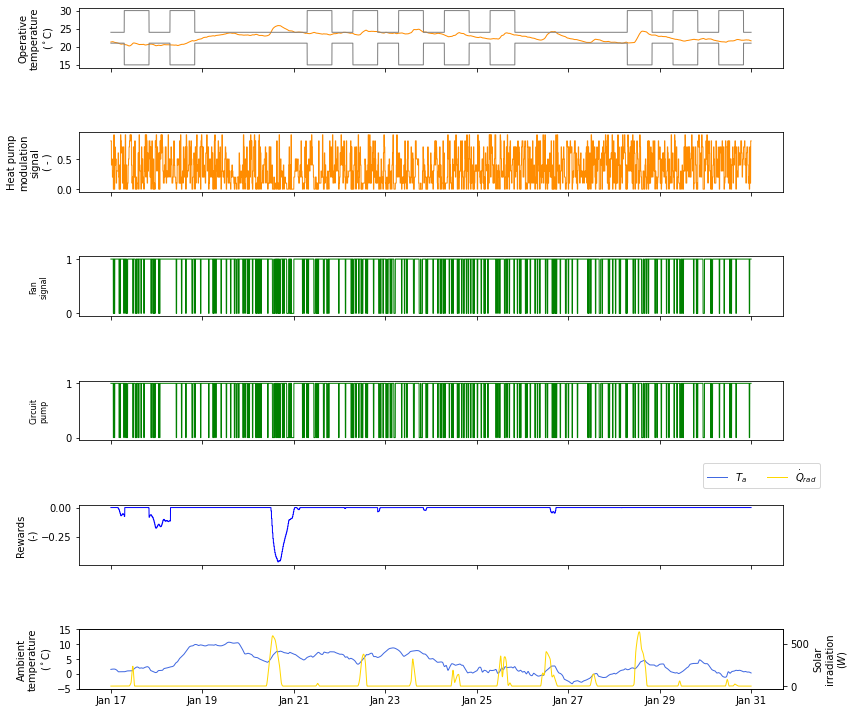 Operative
temperature
(°C)
30
25
20
15
Heat pump
modulation
signal
( - )
0.5
0.0
Fan
signal
1
0
Circuit
pump
1
0
T_a
Q̇_rad
Rewards
(-)
0.00
−0.25
Ambient
temperature
(°C)
15
10
5
0
−5
500
0
Solar
irradiation
(W)
Jan 17 Jan 19 Jan 21 Jan 23 Jan 25 Jan 27 Jan 29 Jan 31